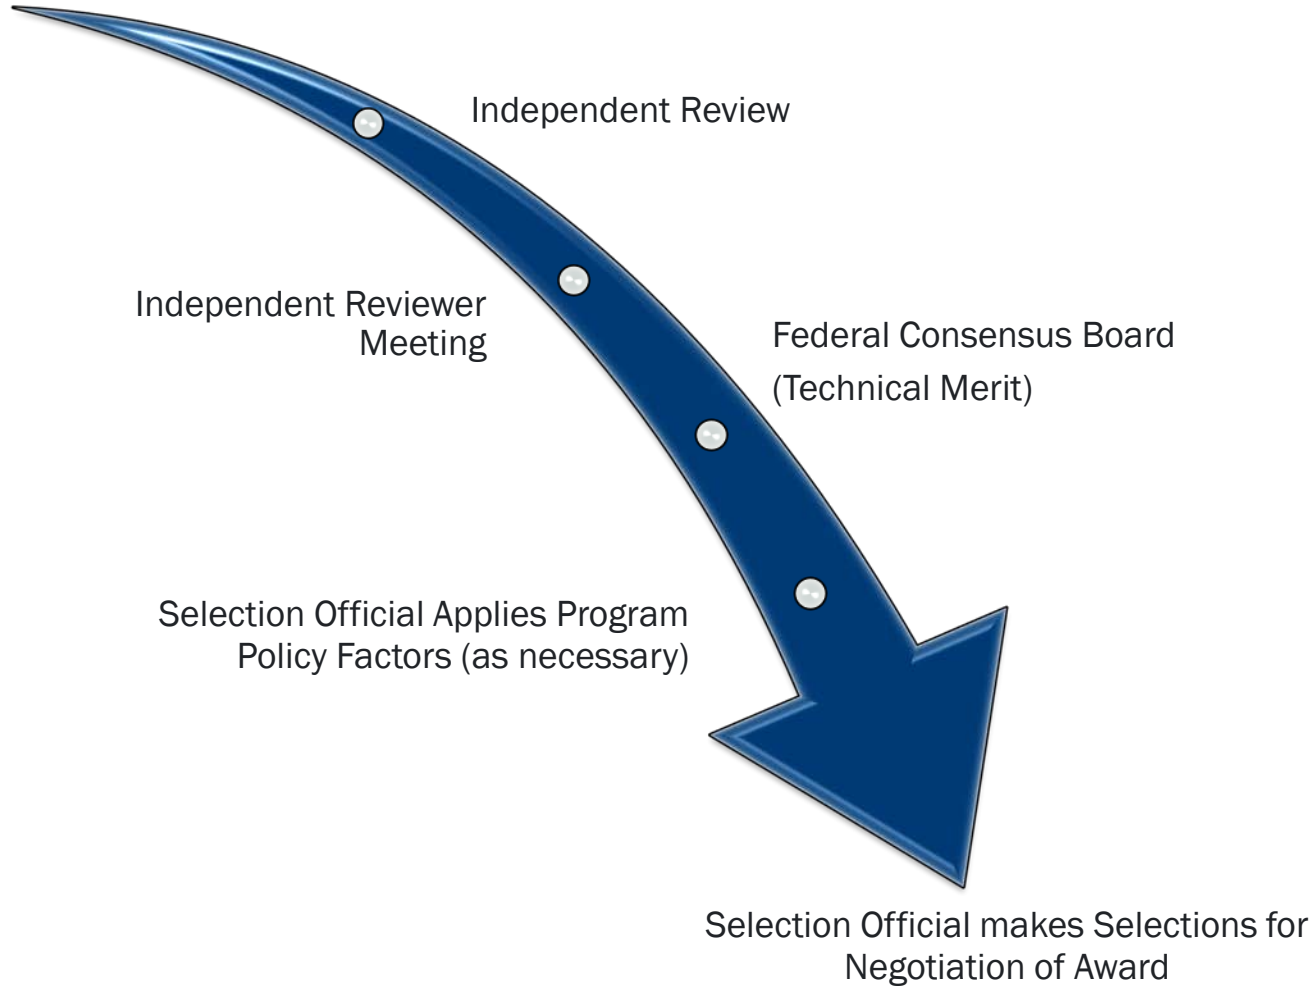 Independent Review
Independent Reviewer
Meeting
Federal Consensus Board
(Technical Merit)
Selection Official Applies Program
Policy Factors (as necessary)
Selection Official makes Selections for
Negotiation of Award